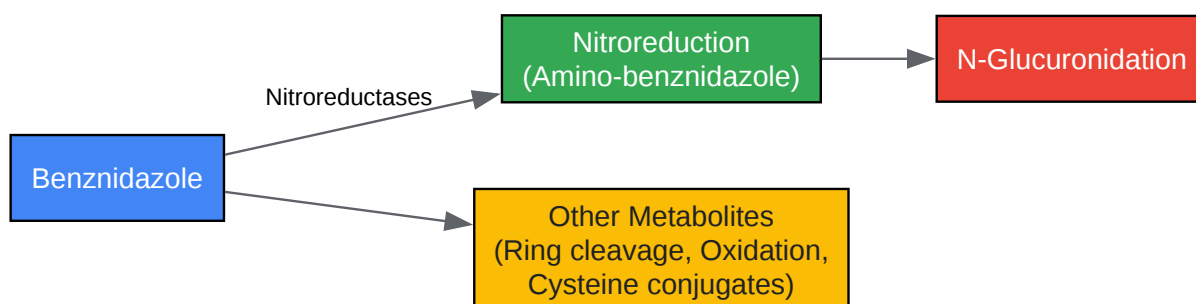 Nitroreduction
(Amino-benznidazole)
N-Glucuronidation
Nitroreductases
Benznidazole
Other Metabolites
(Ring cleavage, Oxidation,
Cysteine conjugates)